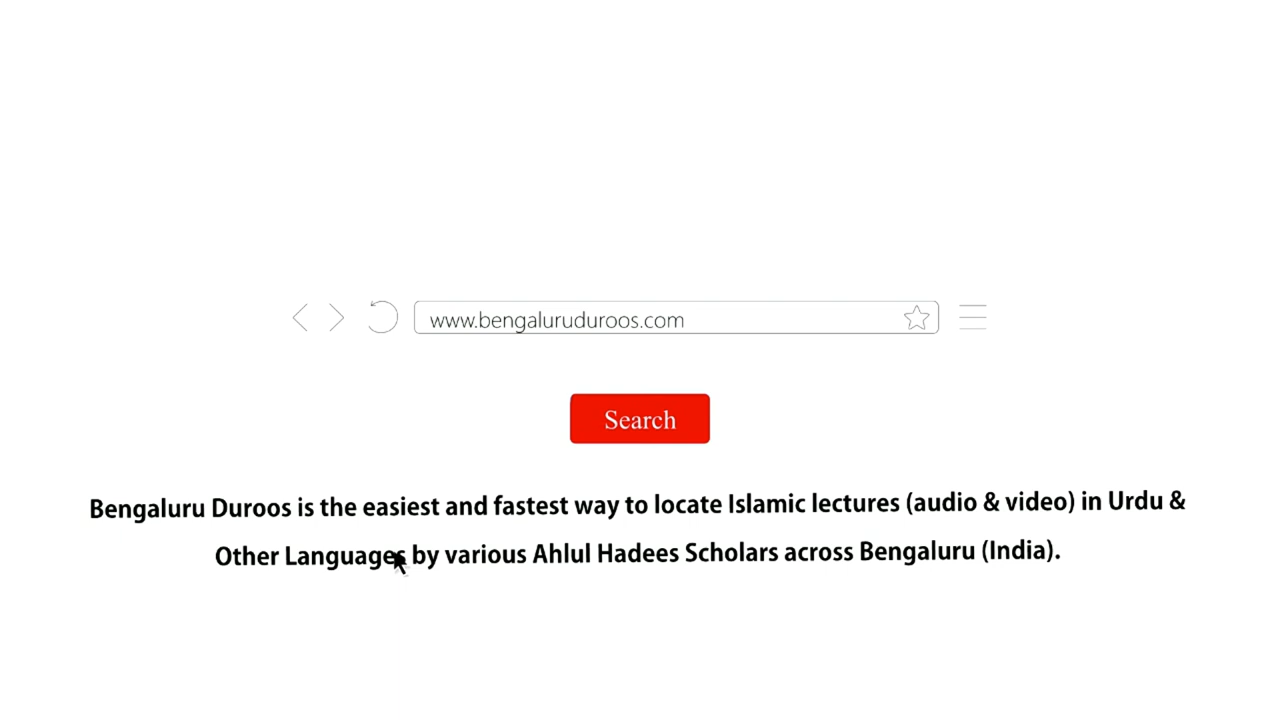 www.bengaluruduroos.com
Search
Bengaluru Duroos is the easiest and fastest way to locate Islamic lectures (audio & video) in Urdu &
Other Languages by various Ahlul Hadees Scholars across Bengaluru (India).